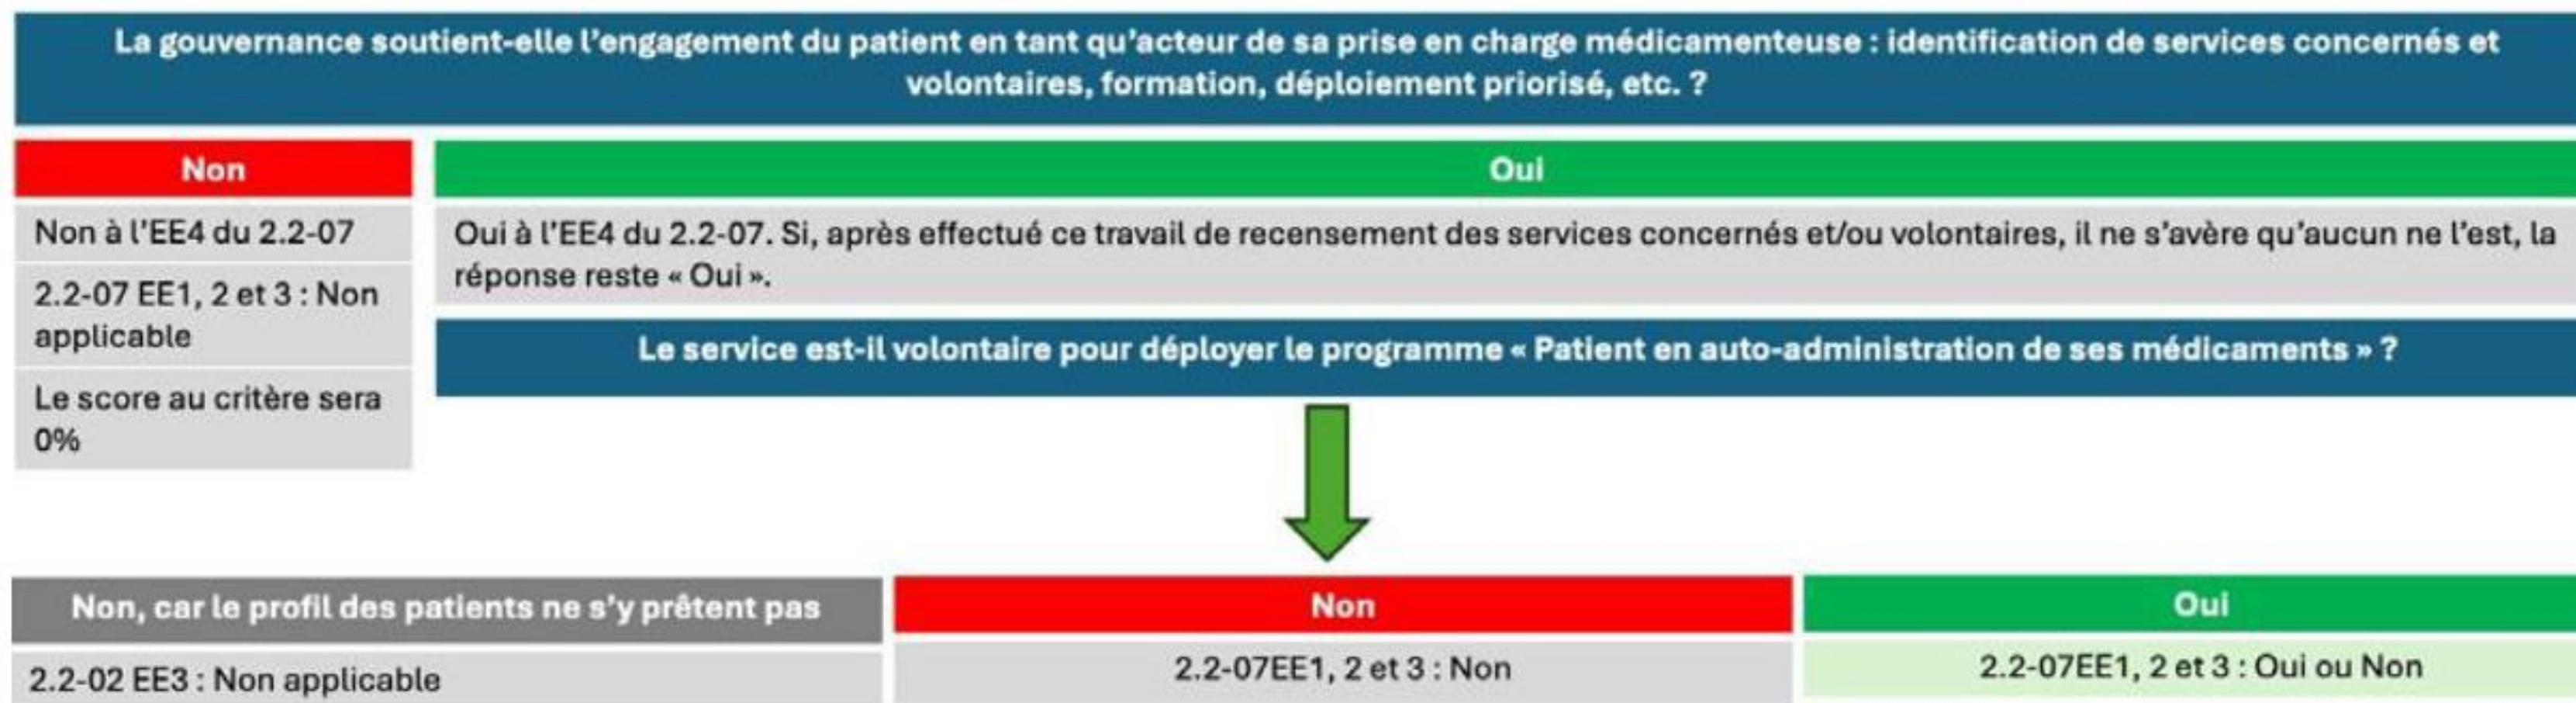 La gouvernance soutient-elle l’engagement du patient en tant qu’acteur de sa prise en charge médicamenteuse : identification de services concernés et
volontaires, formation, déploiement priorisé, etc. ?
Non
Oui
Non à l’EE4 du 2.2-07
2.2-07 EE1, 2 et 3 : Non
applicable
Le score au critère sera
0%
Oui à l’EE4 du 2.2-07. Si, après effectué ce travail de recensement des services concernés et/ou volontaires, il ne s’avère qu’aucun ne l’est, la
réponse reste « Oui ».
Le service est-il volontaire pour déployer le programme « Patient en auto-administration de ses médicaments » ?
Non, car le profil des patients ne s’y prêtent pas
Non
Oui
2.2-02 EE3 : Non applicable
2.2-07EE1, 2 et 3 : Non
2.2-07EE1, 2 et 3 : Oui ou Non